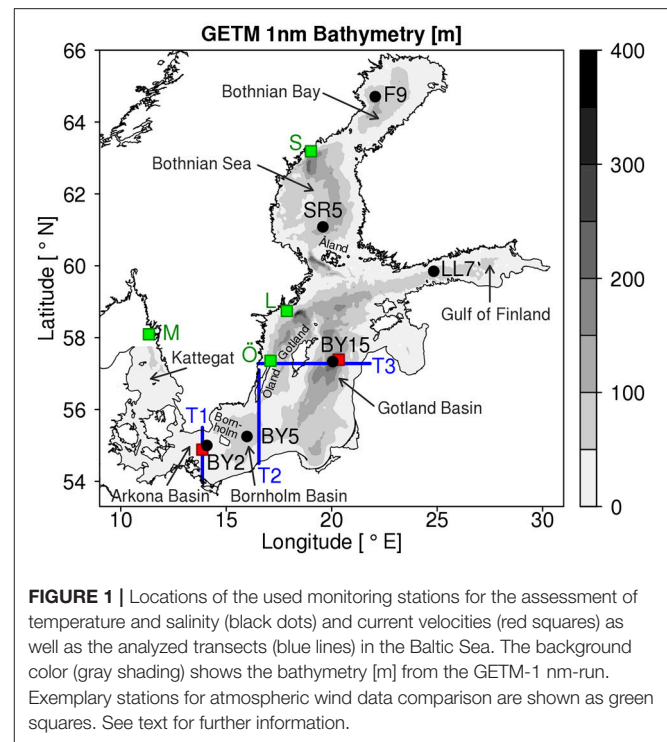 GETM 1nm Bathymetry [m]
66
64
62
60
58
56
54
Latitude [ ° N]
10
15
20
25
30
Longitude [ ° E]
400
300
200
100
0
Bothnian Bay
F9
S
Bothnian Sea
SR5
Åland
LL7
Gulf of Finland
L
M
Kattegat
Ö
Öland
Gotland
BY15
T3
Gotland Basin
T1
Born-
holm
BY5
BY2
T2
Arkona Basin
Bornholm Basin
FIGURE 1 | Locations of the used monitoring stations for the assessment of
temperature and salinity (black dots) and current velocities (red squares) as
well as the analyzed transects (blue lines) in the Baltic Sea. The background
color (gray shading) shows the bathymetry [m] from the GETM-1 nm-run.
Exemplary stations for atmospheric wind data comparison are shown as green
squares. See text for further information.